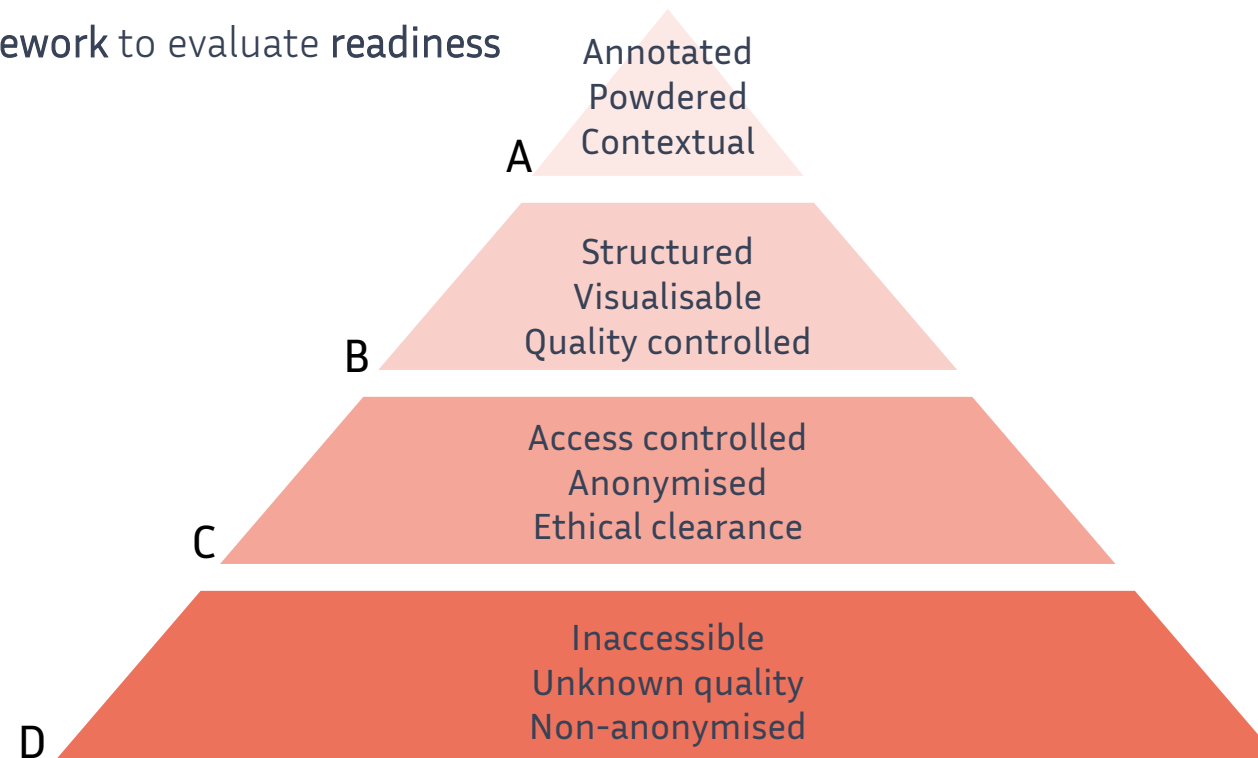 ework to evaluate readiness
Annotated
Powdered
Contextual
A
Structured
Visualisable
Quality controlled
B
Access controlled
Anonymised
Ethical clearance
C
Inaccessible
Unknown quality
Non-anonymised
D